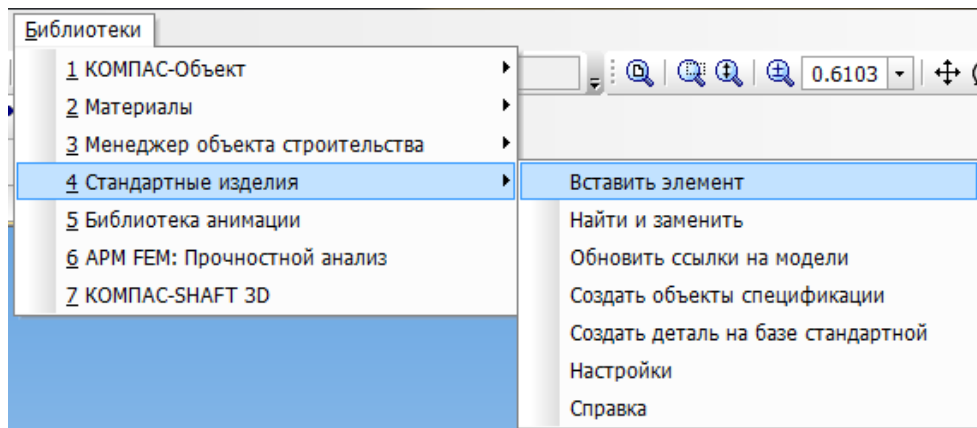 Библиотеки
1 КОМПАС-Объект
0.6103
2 Материалы
3 Менеджер объекта строительства
4 Стандартные изделия
5 Библиотека анимации
6 APM FEM: Прочностной анализ
7 КОМПАС-SHAFT 3D
Вставить элемент
Найти и заменить
Обновить ссылки на модели
Создать объекты спецификации
Создать деталь на базе стандартной
Настройки
Справка